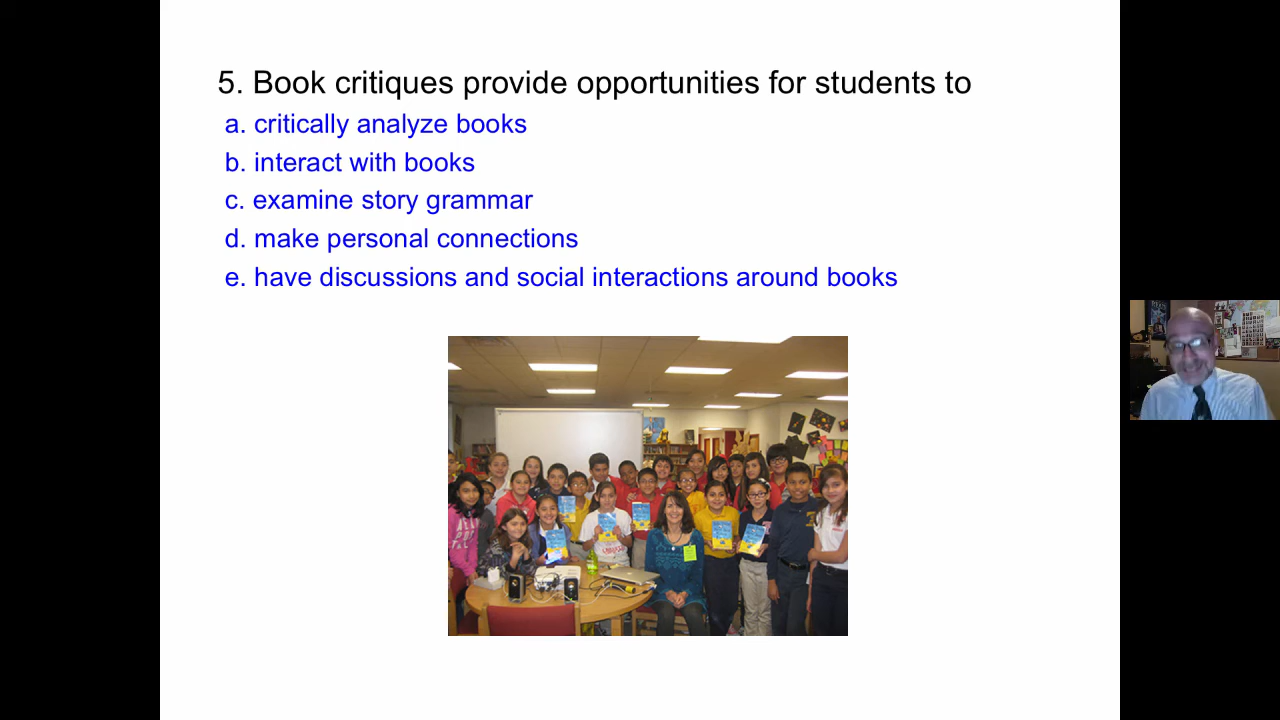 5. Book critiques provide opportunities for students to
a. critically analyze books
b. interact with books
c. examine story grammar
d. make personal connections
e. have discussions and social interactions around books